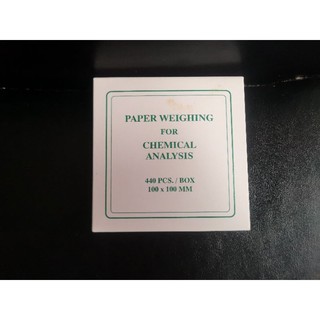 PAPER WEIGHING
FOR
CHEMICAL
ANALYSIS
440 PCS. / BOX
100 x 100 MM